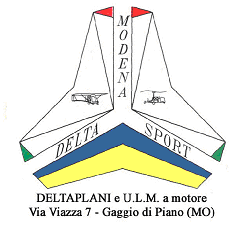 MODENA
DELTA SPORT
DELTAPLANI e U.L.M. a motore
Via Viazza 7 - Gaggio di Piano (MO)